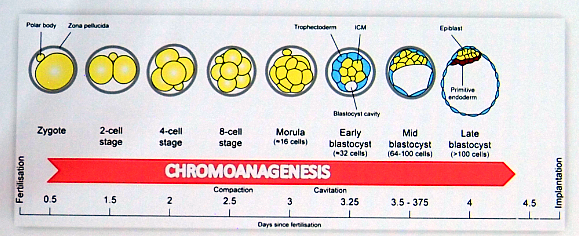 Polar body
Zona pellucida
Trophectoderm
ICM
Epiblast
Blastocyst cavity
Primitive
endoderm
Zygote
2-cell
stage
4-cell
stage
8-cell
stage
Morula
(≈16 cells)
Early
blastocyst
(≈32 cells)
Mid
blastocyst
(64-100 cells)
Late
blastocyst
(>100 cells)
Fertilisation
CHROMOANAGENESIS
Implantation
Compaction
Cavitation
0.5 1.5 2 2.5 3 3.25 3.5 - 375 4 4.5
Days since fertilisation